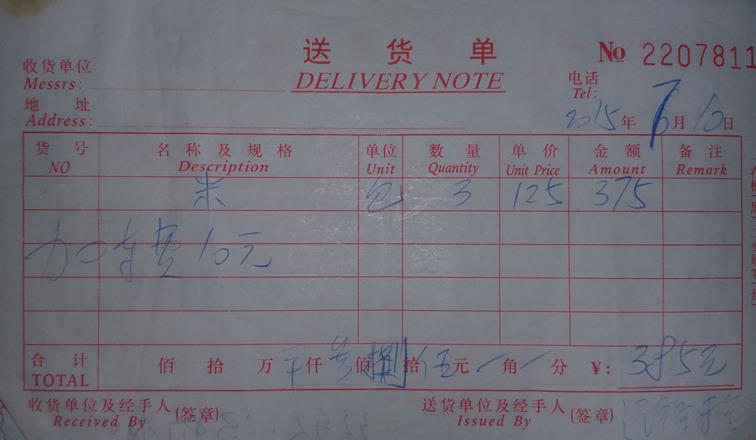 送货单
№ 2207811
收货单位
Messrs:
DELIVERY NOTE
电话
Tel:
地址
Address:
2015年 月10日
货号 名称及规格 单位 数量 单价 金额 备注
NO Description Unit Quantity Unit Price Amount Remark
米 包 3 125 375
加车费10元
合计 佰 拾 万 仟 佰 捌拾伍元 角 分 ¥: 385元
TOTAL
收货单位及经手人 (签章) 送货单位及经手人 (签章)
Received By Issued By